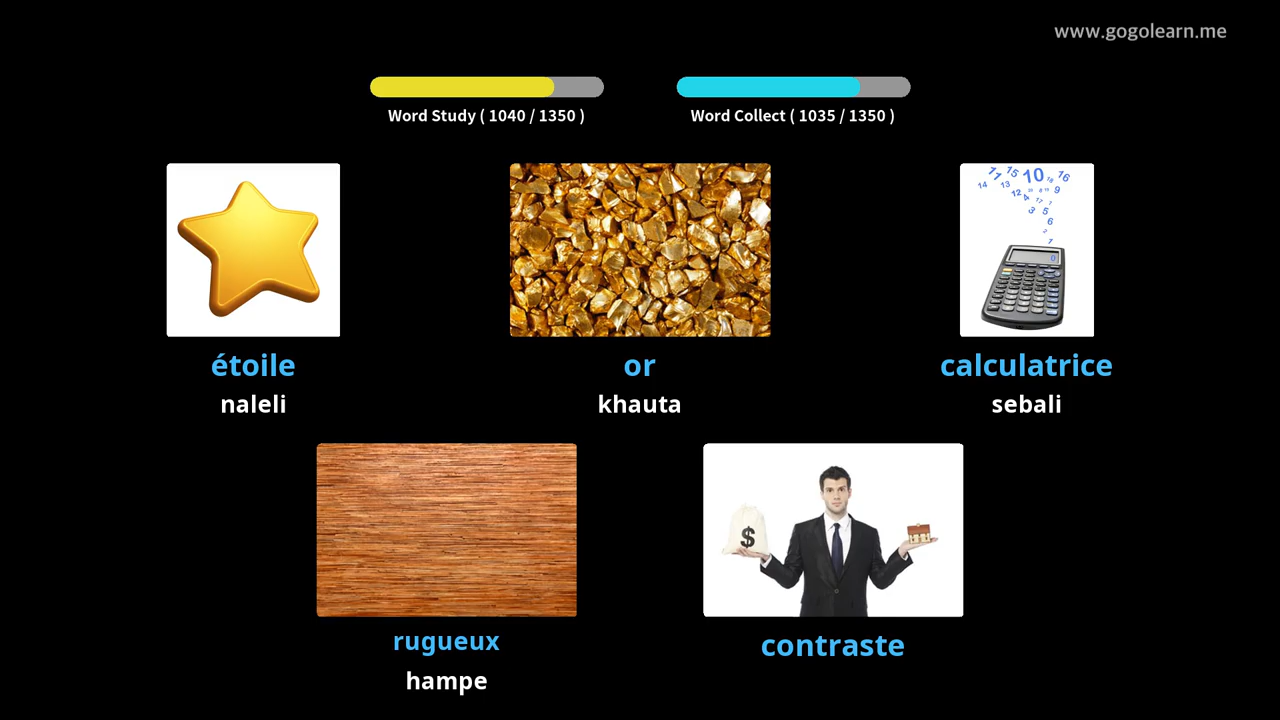 www.gogolearn.me
Word Study ( 1040 / 1350 )
Word Collect ( 1035 / 1350 )
étoile
naleli
or
khauta
calculatrice
sebali
rugueux
hampe
contraste
$